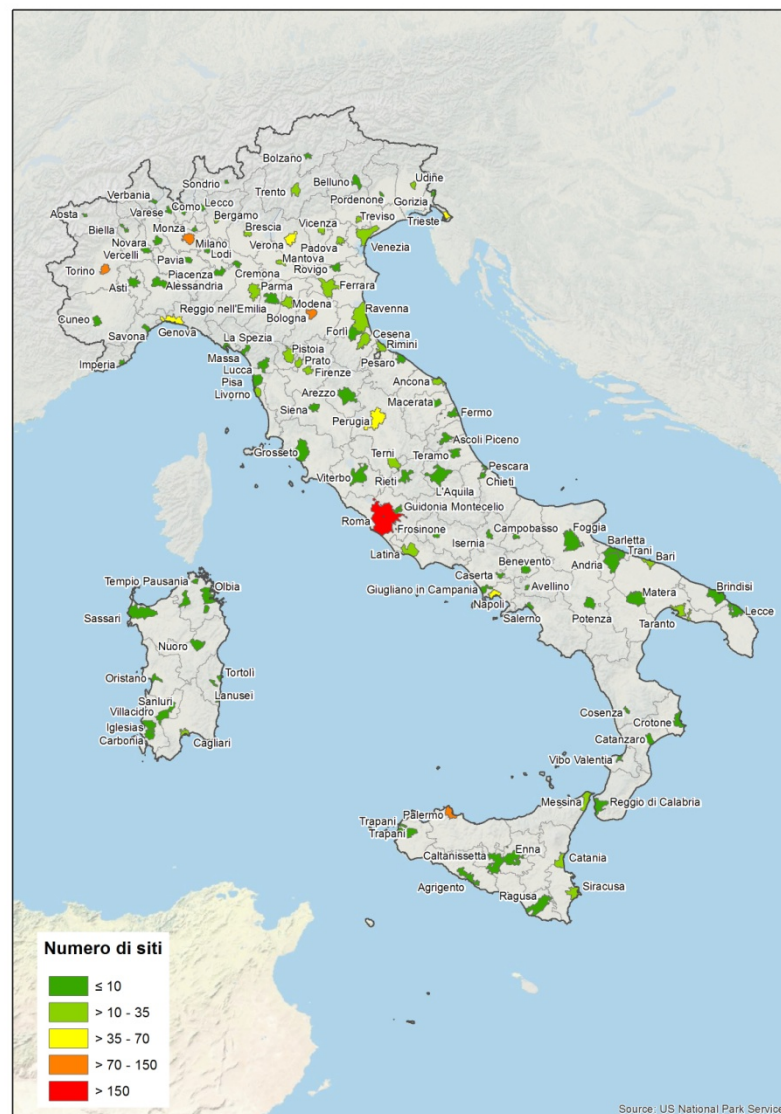 Bolzano
Sondrio
Trento
Belluno
Udine
Pordenone
Gorizia
Verbania
Lecco
Como
Varese
Bergamo
Aosta
Biella
Monza
Brescia
Vicenza
Treviso
Trieste
Novara
Milano
Verona
Padova
Venezia
Vercelli
Lodi
Mantova
Torino
Pavia
Rovigo
Piacenza
Cremona
Asti
Alessandria
Parma
Ferrara
Reggio nell'Emilia
Modena
Ravenna
Cuneo
Bologna
Savona
Genova
La Spezia
Forlì
Cesena
Rimini
Imperia
Massa
Pistoia
Pesaro
Lucca
Prato
Pisa
Firenze
Livorno
Arezzo
Ancona
Siena
Macerata
Fermo
Perugia
Grosseto
Ascoli Piceno
Terni
Teramo
Viterbo
Rieti
Pescara
L'Aquila
Chieti
Guidonia Montecelio
Roma
Frosinone
Campobasso
Foggia
Isernia
Barletta
Latina
Trani
Bari
Benevento
Andria
Caserta
Tempio Pausania
Olbia
Giugliano in Campania
Avellino
Matera
Brindisi
Sassari
Napoli
Salerno
Potenza
Taranto
Lecce
Nuoro
Oristano
Tortolì
Sanluri
Lanusei
Villacidro
Cosenza
Iglesias
Crotone
Carbonia
Cagliari
Catanzaro
Vibo Valentia
Messina
Reggio di Calabria
Palermo
Trapani
Trapani
Enna
Caltanissetta
Catania
Agrigento
Siracusa
Ragusa
Numero di siti
≤ 10
> 10 - 35
> 35 - 70
> 70 - 150
> 150
Source: US National Park Service